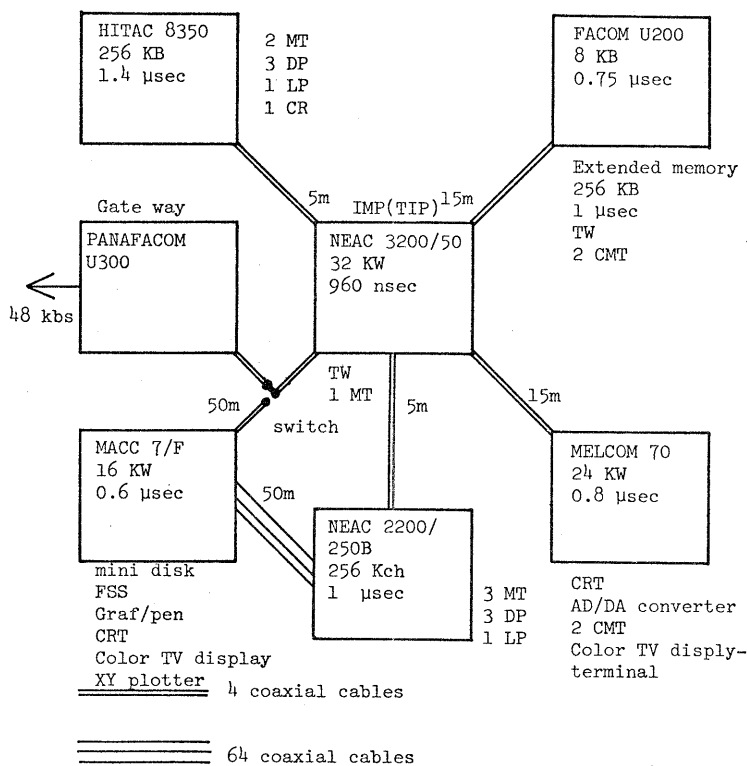 HITAC 8350
256 KB
1.4 µsec
2 MT
3 DP
1 LP
1 CR
FACOM U200
8 KB
0.75 µsec
Extended memory
256 KB
1 µsec
TW
2 CMT
5m
IMP(TIP)
15m
Gate way
PANAFACOM
U300
48 kbs
NEAC 3200/50
32 KW
960 nsec
TW
1 MT
50m
switch
5m
15m
MACC 7/F
16 KW
0.6 µsec
mini disk
FSS
Graf/pen
CRT
Color TV display
XY plotter
50m
NEAC 2200/
250B
256 Kch
1 µsec
3 MT
3 DP
1 LP
MELCOM 70
24 KW
0.8 µsec
CRT
AD/DA converter
2 CMT
Color TV disply-
terminal
4 coaxial cables
64 coaxial cables